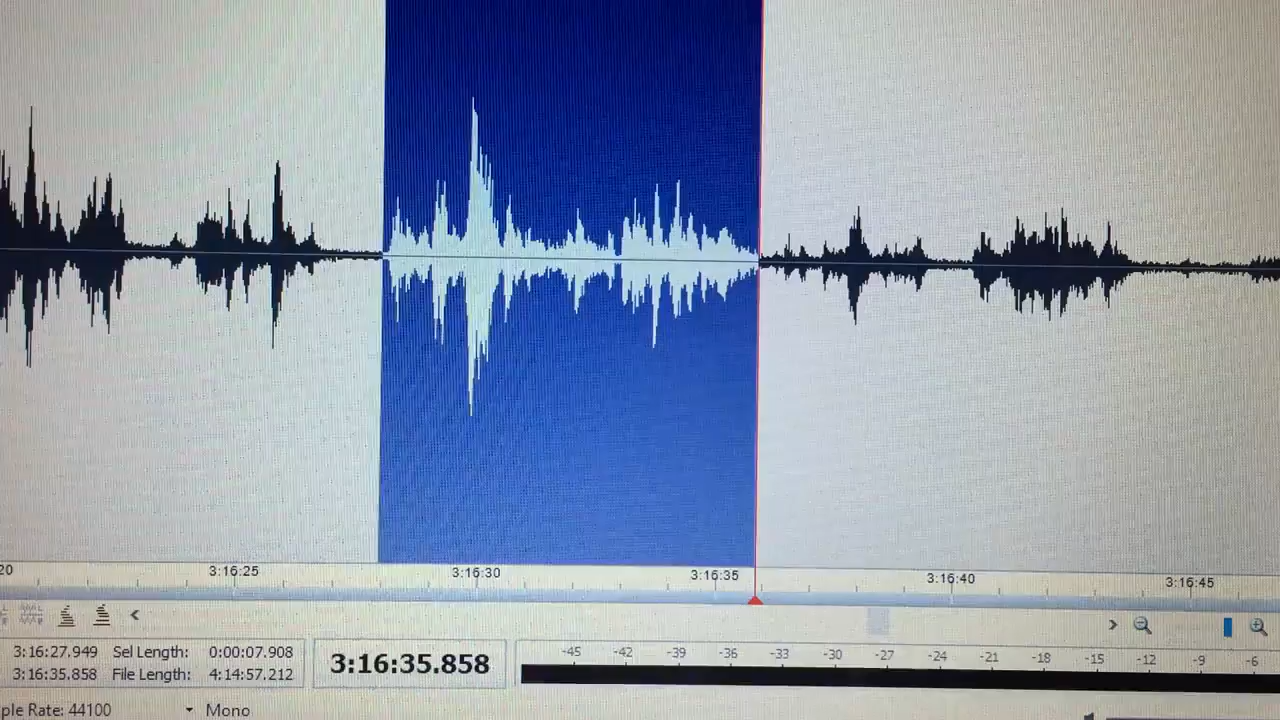 20 3:16:25 3:16:30 3:16:35 3:16:40 3:16:45
3:16:27.949 Sel Length: 0:00:07.908
3:16:35.858 File Length: 4:14:57.212
3:16:35.858
-45 -42 -39 -36 -33 -30 -27 -24 -21 -18 -15 -12 -9 -6
ple Rate: 44100 Mono